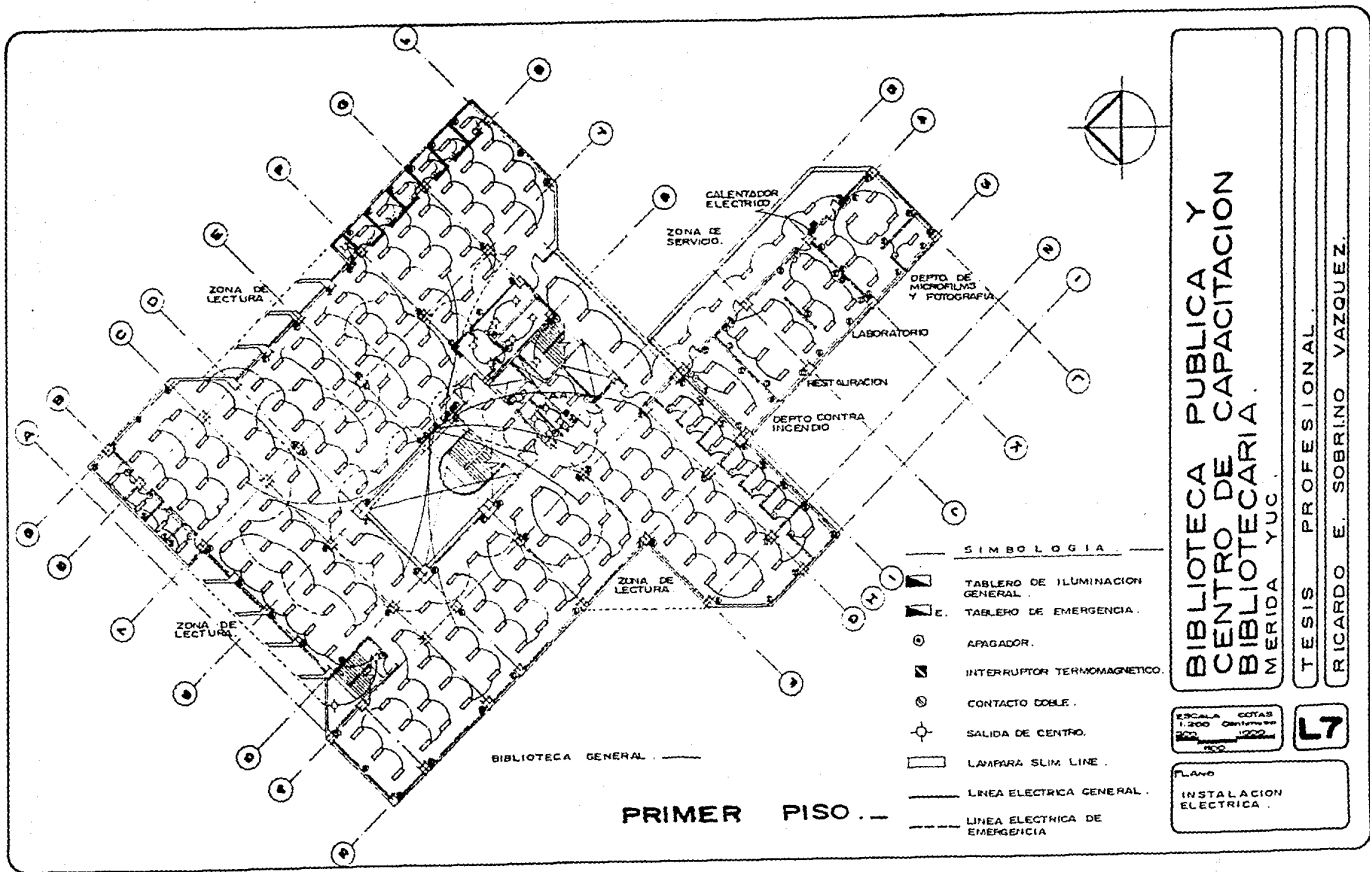 CALENTADOR
ELECTRICO
ZONA DE
SERVICIO.
DEPTO. DE
MICROFILMS
Y FOTOGRAFIA
LABORATORIO
RESTAURACION
DEPTO CONTRA
INCENDIO
ZONA DE
LECTURA
ZONA DE
LECTURA
ZONA DE
LECTURA
BIBLIOTECA GENERAL.
PRIMER PISO.
SIMBOLOGIA
TABLERO DE ILUMINACION
GENERAL.
E. TABLERO DE EMERGENCIA.
APAGADOR.
INTERRUPTOR TERMOMAGNETICO.
CONTACTO DOBLE.
SALIDA DE CENTRO.
LAMPARA SLIM LINE.
LINEA ELECTRICA GENERAL.
LINEA ELECTRICA DE
EMERGENCIA
BIBLIOTECA PUBLICA Y
CENTRO DE CAPACITACION
BIBLIOTECARIA.
MERIDA YUC.
TESIS PROFESIONAL.
RICARDO E. SOBRINO VAZQUEZ.
ESCALA COTAS
1:200
L7
PLANO
INSTALACION
ELECTRICA.